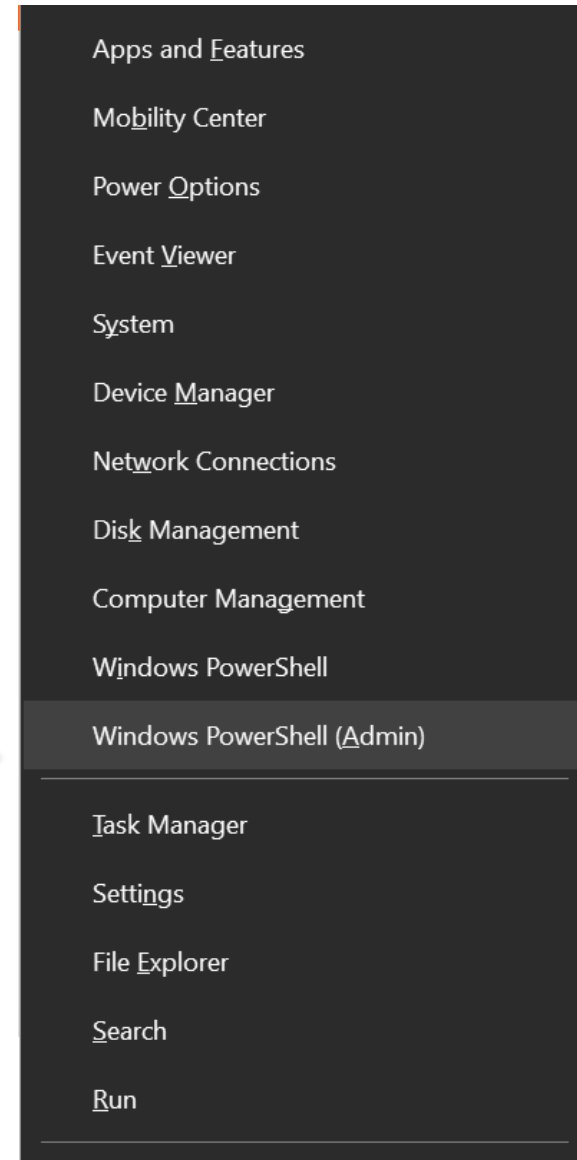 Apps and Features
Mobility Center
Power Options
Event Viewer
System
Device Manager
Network Connections
Disk Management
Computer Management
Windows PowerShell
Windows PowerShell (Admin)
Task Manager
Settings
File Explorer
Search
Run